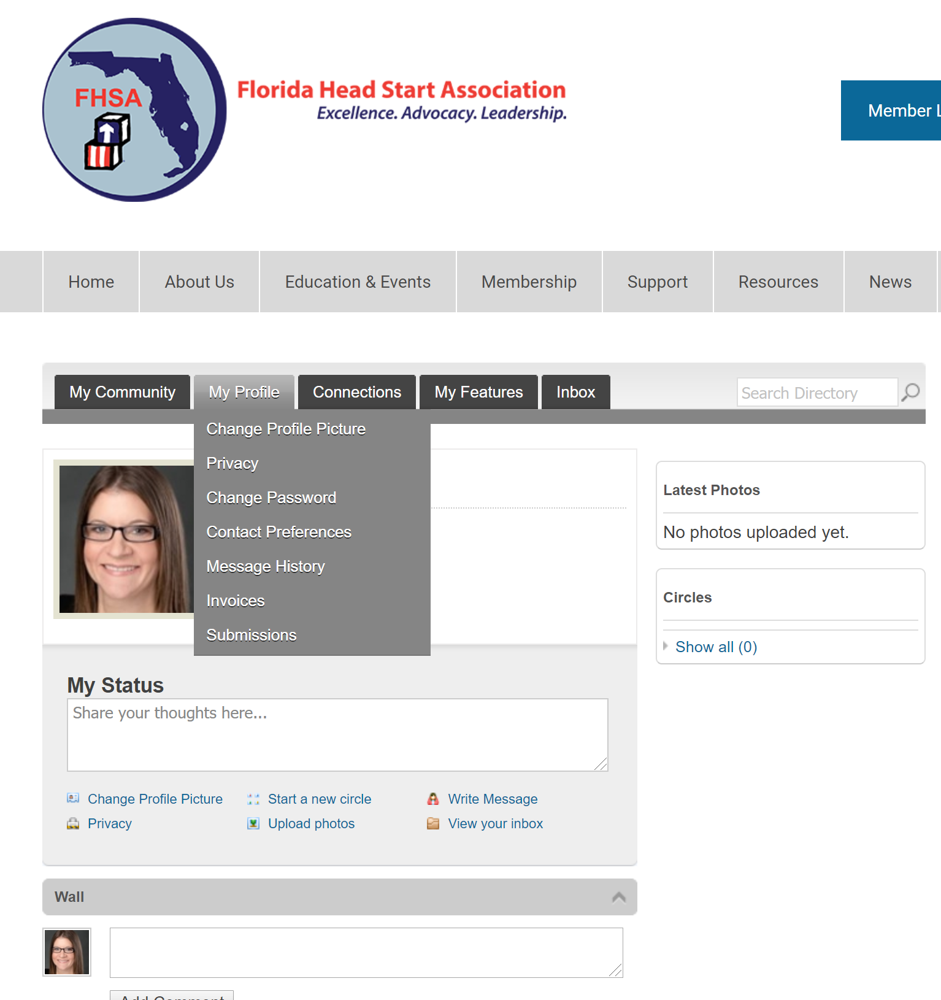 FHSA
Florida Head Start Association
Excellence. Advocacy. Leadership.
Member L
Home About Us Education & Events Membership Support Resources News
My Community My Profile Connections My Features Inbox Search Directory
Change Profile Picture
Privacy
Change Password
Contact Preferences
Message History
Invoices
Submissions
Latest Photos
No photos uploaded yet.
Circles
Show all (0)
My Status
Share your thoughts here...
Change Profile Picture Start a new circle Write Message
Privacy Upload photos View your inbox
Wall
Add Comment